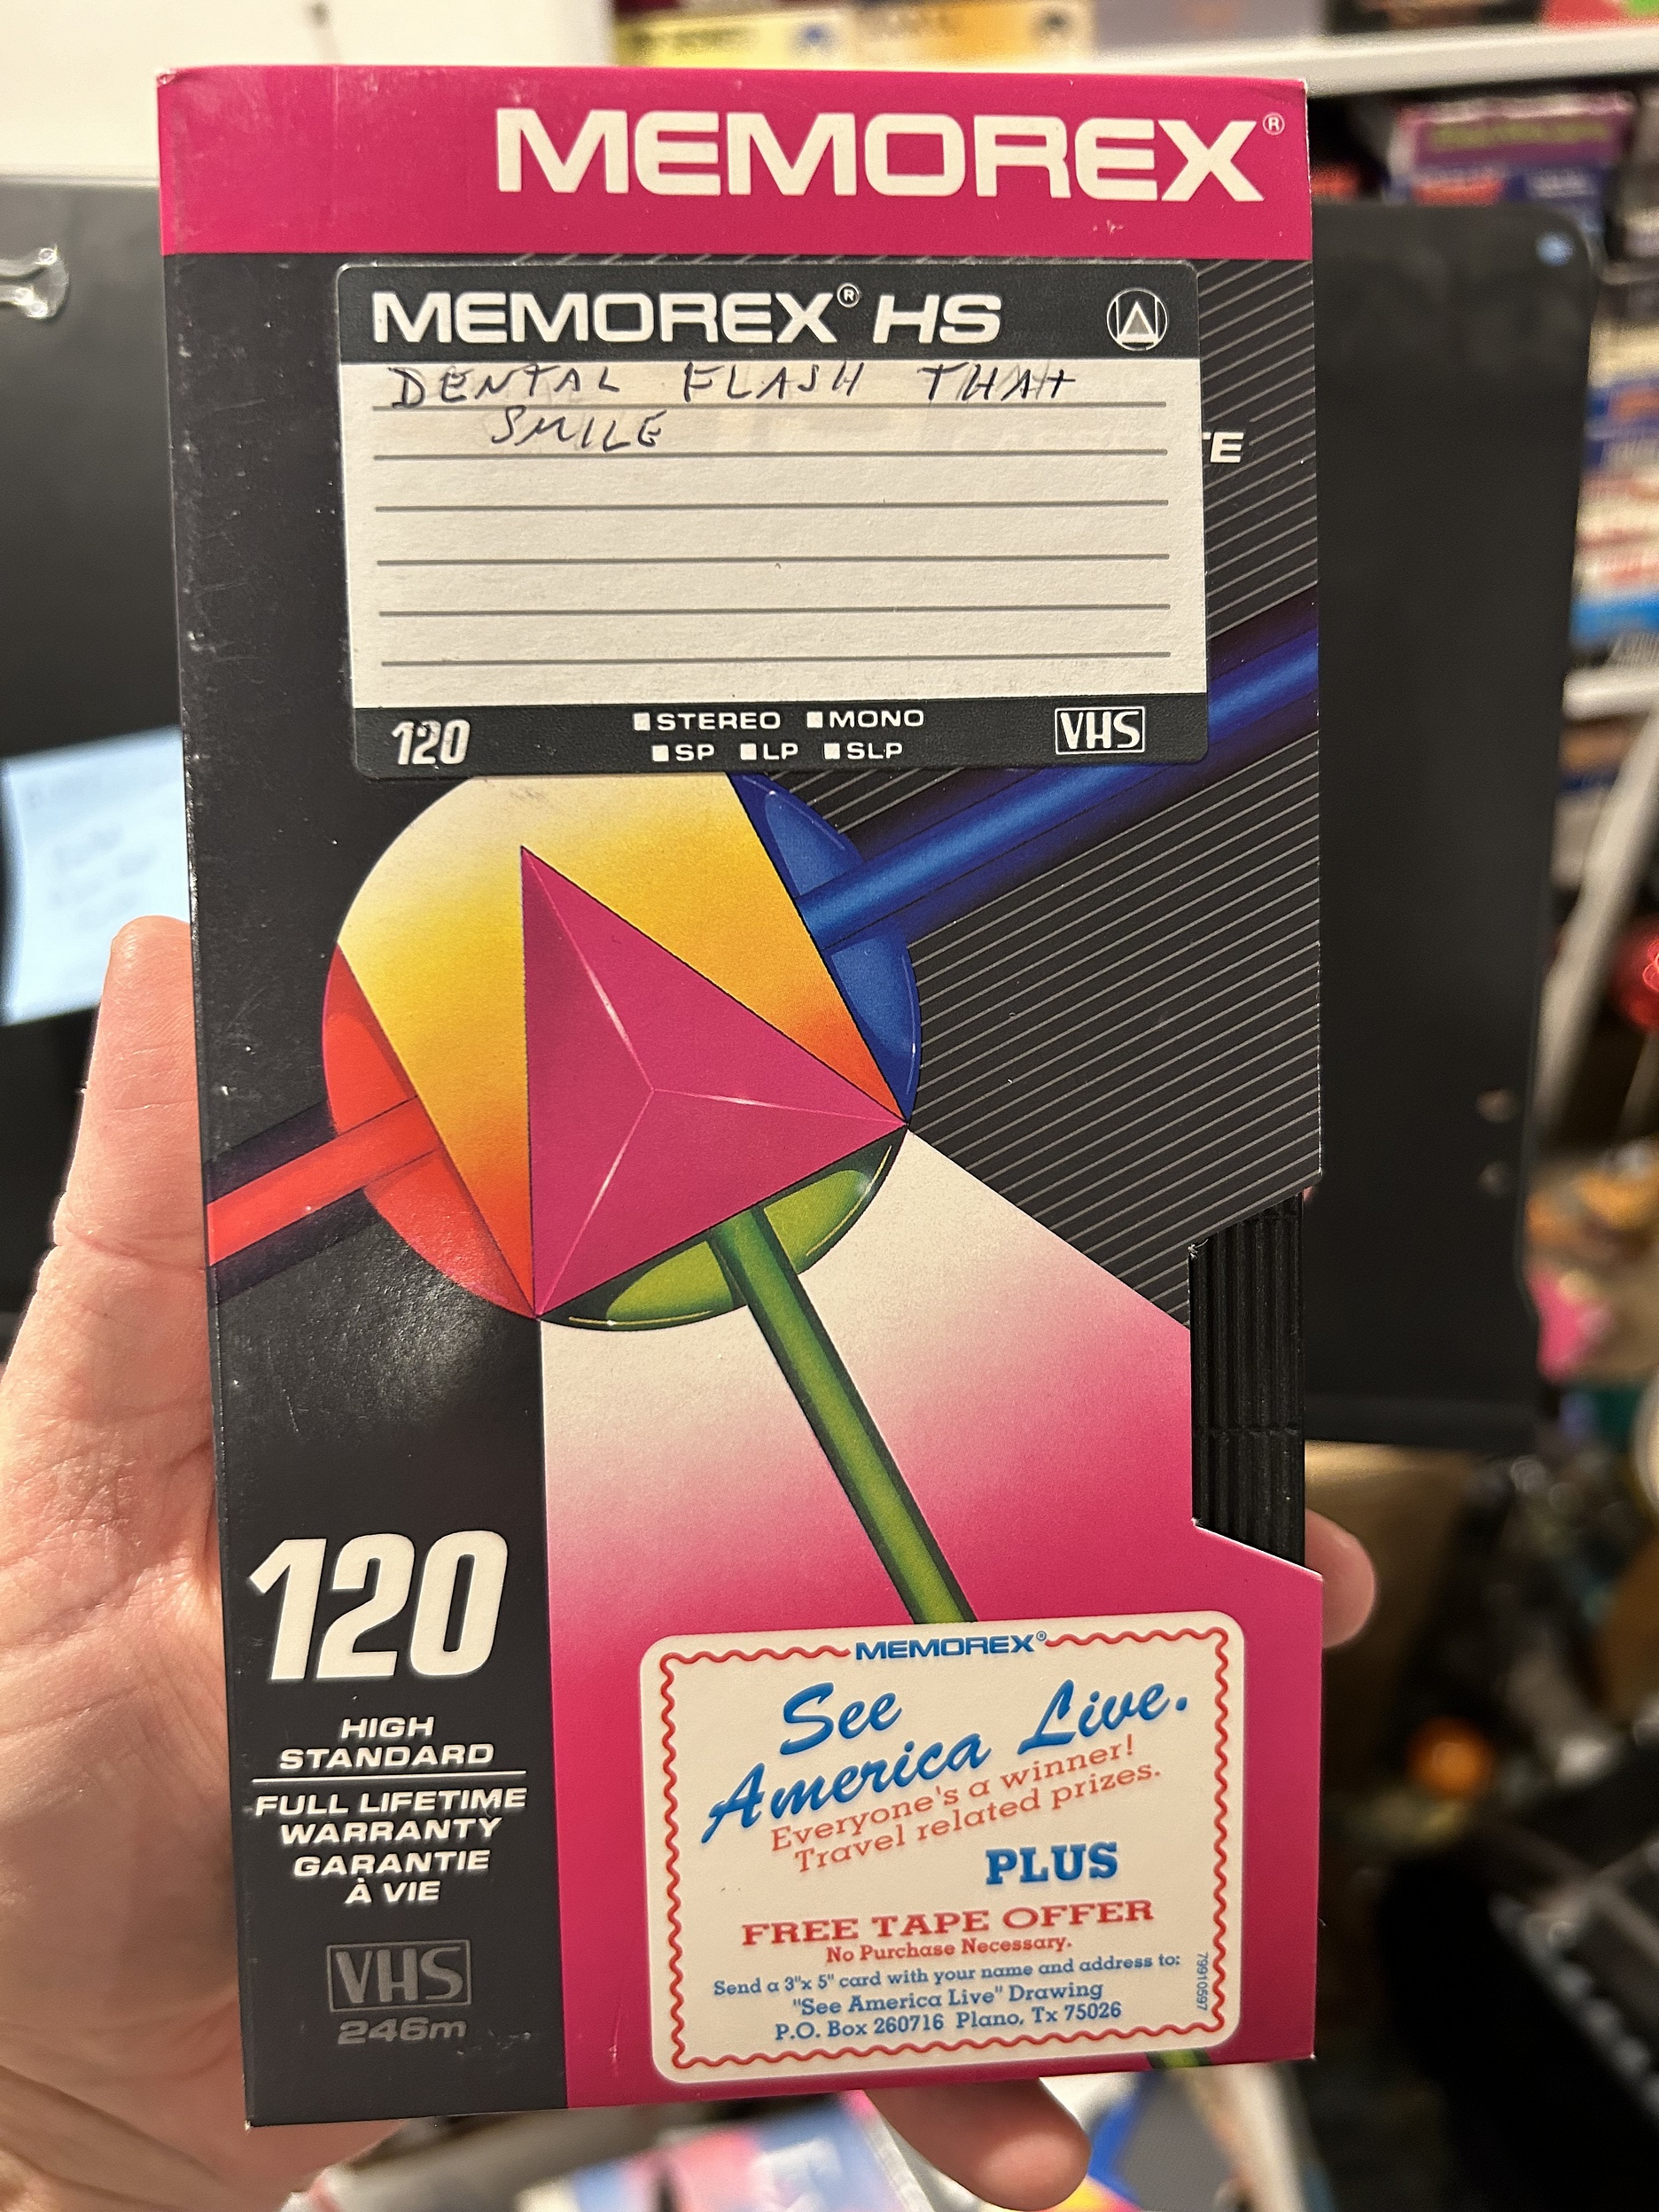 MEMOREX®
MEMOREX® HS
DENTAL FLASH THAT
SMILE
TE
120
STEREO MONO
SP LP SLP
VHS
120
HIGH
STANDARD
FULL LIFETIME
WARRANTY
GARANTIE
À VIE
VHS
246m
MEMOREX®
See
America Live.
Everyone's a winner!
Travel related prizes.
PLUS
FREE TAPE OFFER
No Purchase Necessary.
Send a 3"x 5" card with your name and address to:
"See America Live" Drawing
P.O. Box 260716 Plano, Tx 75026
79910597